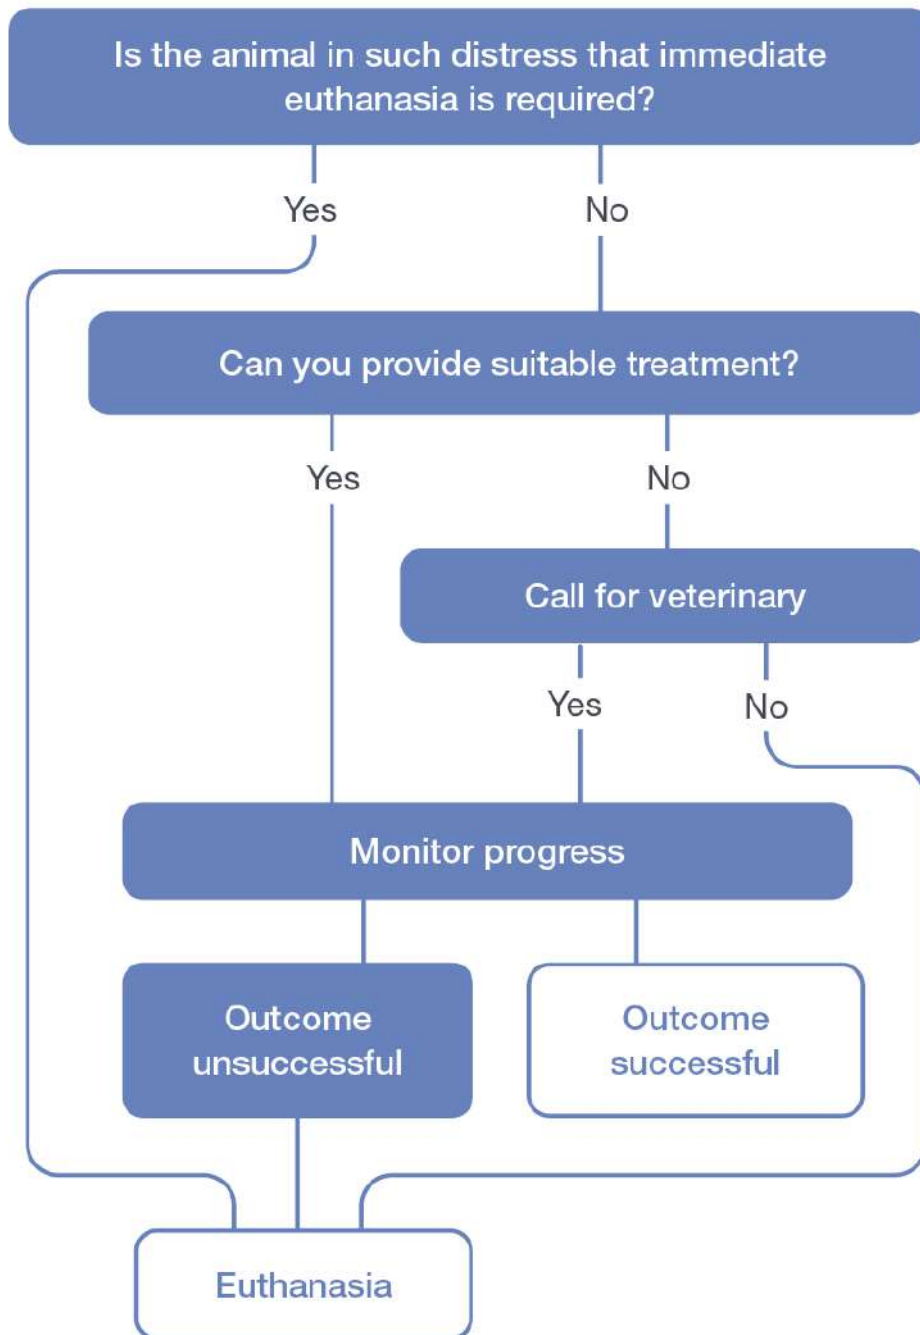 Is the animal in such distress that immediate
euthanasia is required?
Yes
No
Can you provide suitable treatment?
Yes
No
Call for veterinary
Yes
No
Monitor progress
Outcome
unsuccessful
Outcome
successful
Euthanasia